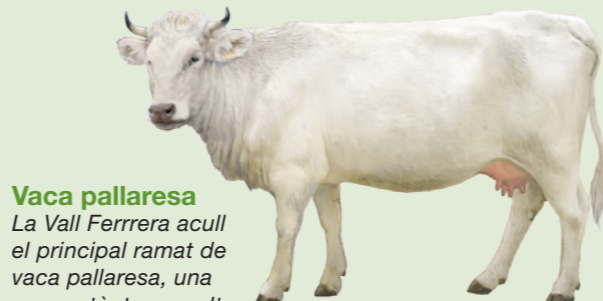 Vaca pallaresa
La Vall Ferrrera acull
el principal ramat de
vaca pallaresa, una